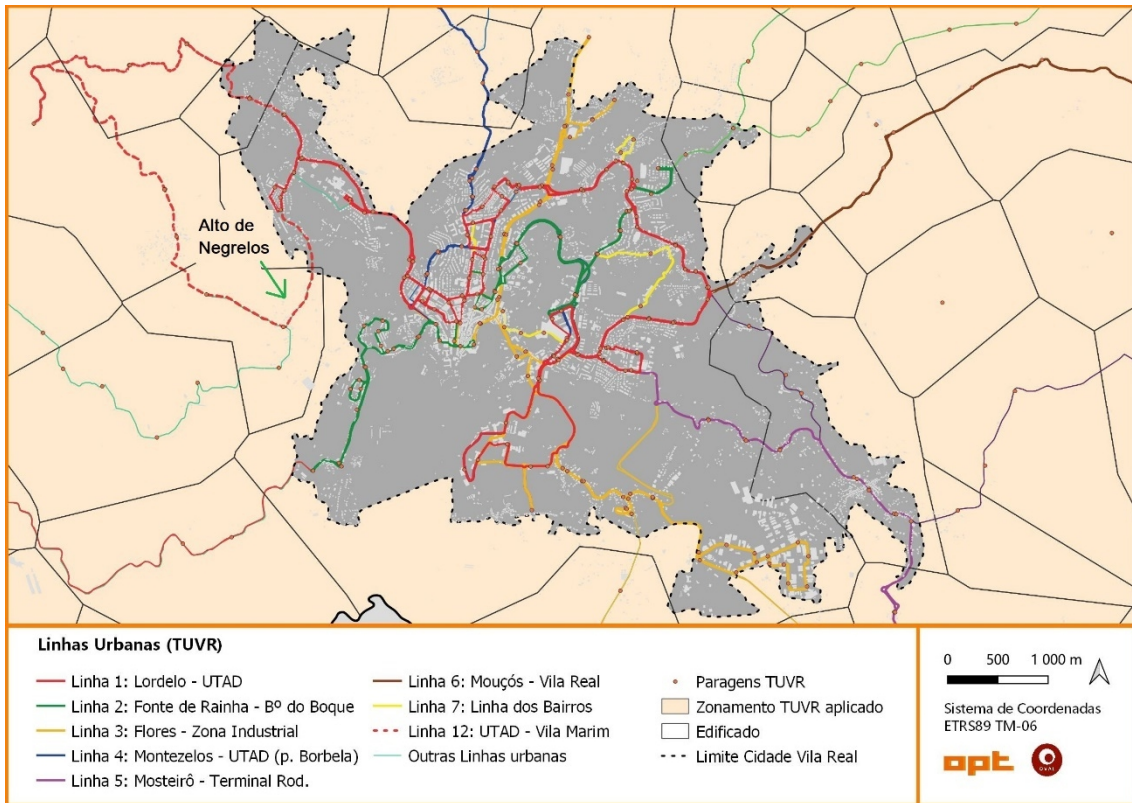 Alto de
Negrelos
Linhas Urbanas (TUVR)
Linha 1: Lordelo - UTAD
Linha 2: Fonte de Rainha - Bº do Boque
Linha 3: Flores - Zona Industrial
Linha 4: Montezelos - UTAD (p. Borbela)
Linha 5: Mosteirô - Terminal Rod.
Linha 6: Mouçós - Vila Real
Linha 7: Linha dos Bairros
Linha 12: UTAD - Vila Marim
Outras Linhas urbanas
Paragens TUVR
Zonamento TUVR aplicado
Edificado
Limite Cidade Vila Real
0 500 1 000 m
Sistema de Coordenadas
ETRS89 TM-06
opt